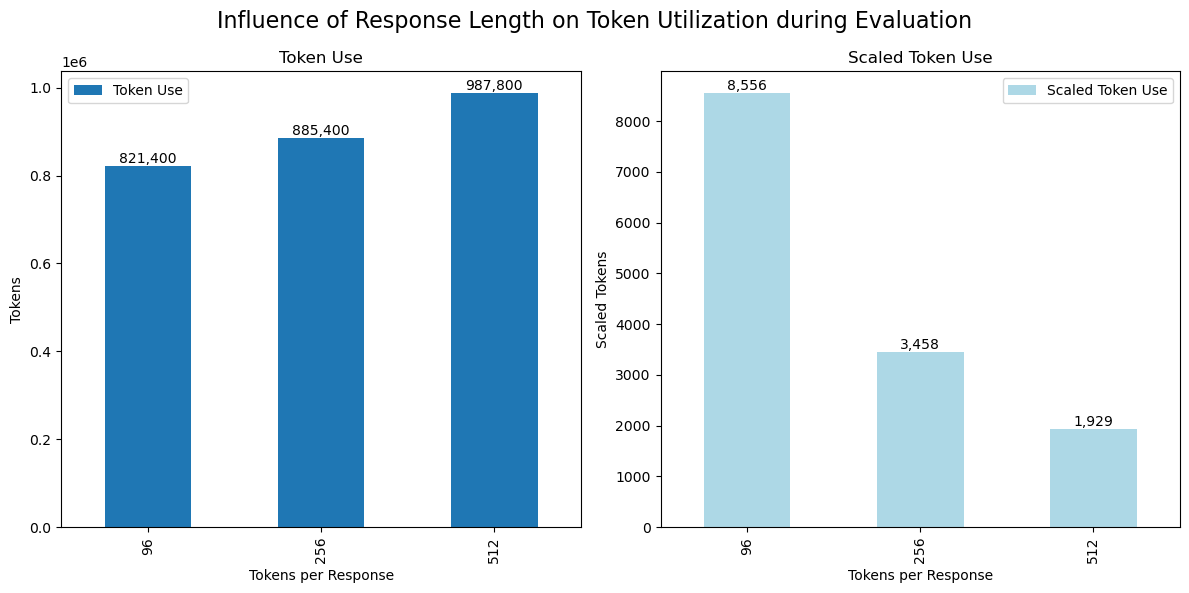 Influence of Response Length on Token Utilization during Evaluation
Token Use
1e6
Token Use
987,800
885,400
821,400
1.0
0.8
0.6
0.4
0.2
0.0
Tokens
96
256
512
Tokens per Response
Scaled Token Use
Scaled Token Use
8,556
3,458
1,929
8000
7000
6000
5000
4000
3000
2000
1000
0
Scaled Tokens
96
256
512
Tokens per Response